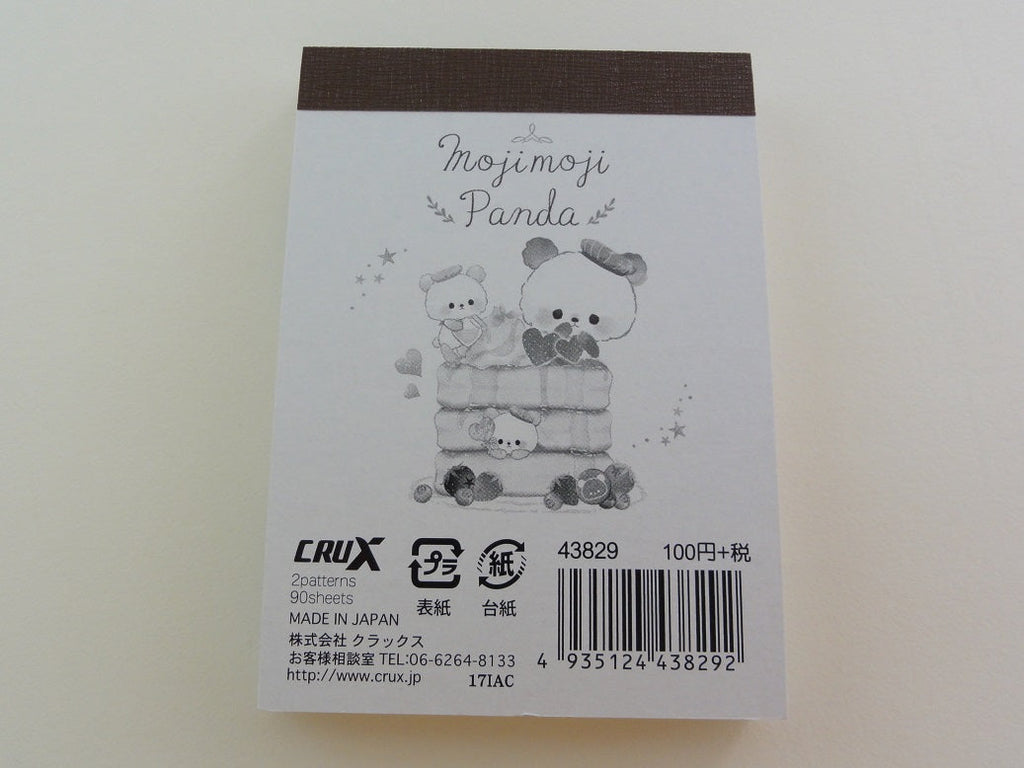 Mojimoji
Panda
CRUX
2patterns
90sheets
MADE IN JAPAN
株式会社 クラックス
お客様相談室 TEL:06-6264-8133
http://www.crux.jp
17IAC
プラ
表紙
紙
台紙
43829
100円+税
4 935124 438292